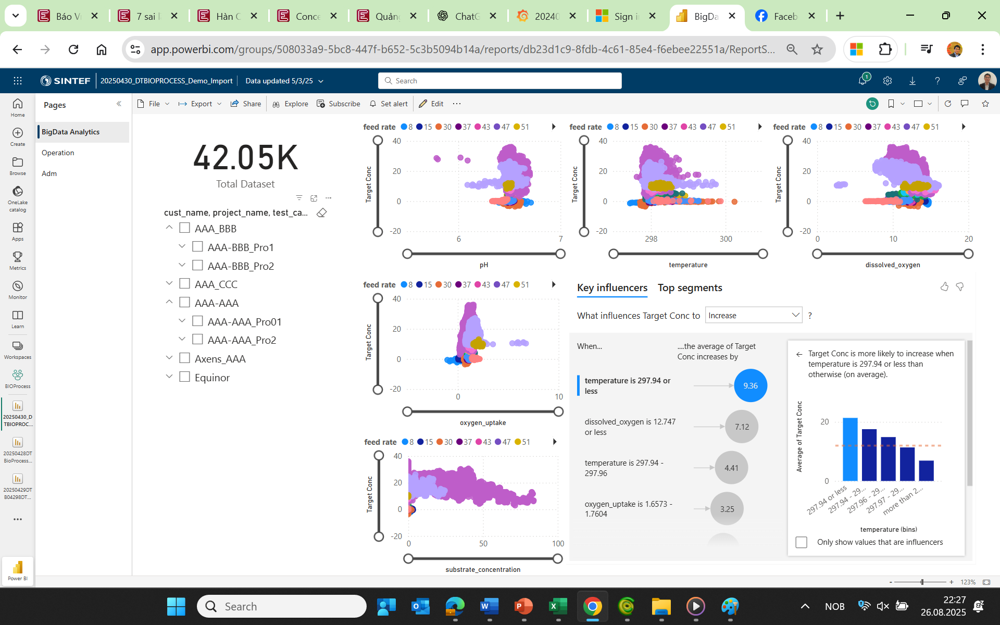 Báo V
7 sai l
Hàn C
Conce
Quảng
ChatG
20240
Sign i
BigDa
Faceb
app.powerbi.com/groups/508033a9-5bc8-447f-b652-5c3b5094b14a/reports/db23d1c9-8fdb-4c61-85e4-f6ebee22551a/ReportS...
SINTEF
20250430_DTBIOPROCESS_Demo_Import
Data updated 5/3/25
Search
1
Home
Create
Browse
OneLake
catalog
Apps
Metrics
Monitor
Learn
Workspaces
BIOProcess
20250430_D
TBIOPROC...
20250428DT
BioProcess...
20250429DT
B04298DT...
Power BI
Pages
BigData Analytics
Operation
Adm
File
Export
Share
Explore
Subscribe
Set alert
Edit
42.05K
Total Dataset
cust_name, project_name, test_ca...
AAA_BBB
AAA-BBB_Pro1
AAA-BBB_Pro2
AAA_CCC
AAA-AAA
AAA-AAA_Pro01
AAA-AAA_Pro2
Axens_AAA
Equinor
feed rate 8 15 30 37 43 47 51
Target Conc
40
20
0
-20
6 7
pH
feed rate 8 15 30 37 43 47 51
Target Conc
40
20
0
-20
298 300
temperature
feed rate 8 15 30 37 43 47 51
Target Conc
40
20
0
-20
0 10 20
dissolved_oxygen
feed rate 8 15 30 37 43 47 51
Target Conc
40
20
0
-20
0 10
oxygen_uptake
feed rate 8 15 30 37 43 47 51
Target Conc
40
20
0
-20
0 50 100
substrate_concentration
Key influencers Top segments
What influences Target Conc to Increase ?
When...
....the average of Target
Conc increases by
temperature is 297.94 or
less
9.36
dissolved_oxygen is 12.747
or less
7.12
temperature is 297.94 -
297.96
4.41
oxygen_uptake is 1.6573 -
1.7604
3.25
Target Conc is more likely to increase when
temperature is 297.94 or less than
otherwise (on average).
Average of Target Conc
20
0
297.94 or less
297.94 - 29...
297.96 - 29...
297.97 - 29...
more than 2...
temperature (bins)
Only show values that are influencers
- + 123%
Search
NOB
22:27
26.08.2025